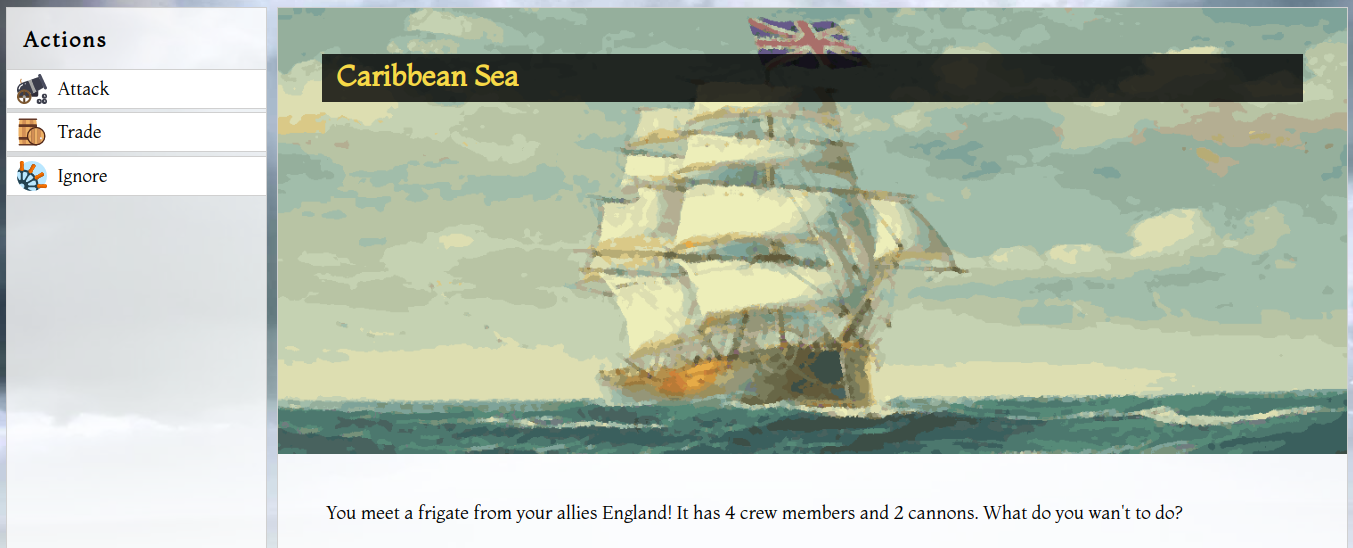 Actions
Attack
Trade
Ignore
Caribbean Sea
You meet a frigate from your allies England! It has 4 crew members and 2 cannons. What do you wan't to do?